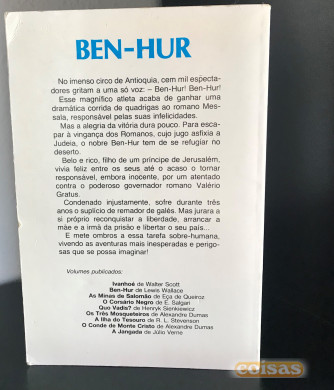 BEN-HUR
No imenso circo de Antioquia, cem mil especta-
dores gritam a uma só voz: – Ben-Hur! Ben-Hur!
Esse magnífico atleta acaba de ganhar uma
dramática corrida de quadrigas ao romano Mes-
sala, responsável pelas suas infelicidades.
Mas a alegria da vitória dura pouco. Para esca-
par à vingança dos Romanos, cujo jugo asfixia a
Judeia, o nobre Ben-Hur tem de se refugiar no
deserto.
Belo e rico, filho de um príncipe de Jerusalém,
vivia feliz entre os seus até o acaso o tornar
responsável, embora inocente, por um atentado
contra o poderoso governador romano Valério
Gratus.
Condenado injustamente, sofre durante três
anos o suplício de remador de galés. Mas jurara a
si próprio reconquistar a liberdade, arrancar a
mãe e a irmã da prisão e libertar o seu país...
E mete ombros a essa tarefa sobre-humana,
vivendo as aventuras mais inesperadas e perigo-
sas que se possa imaginar!
Volumes publicados:
Ivanhoé de Walter Scott
Ben-Hur de Lewis Wallace
As Minas de Salomão de Eça de Queiroz
O Corsário Negro de E. Salgari
Quo Vadis? de Henryk Sienkiewicz
Os Três Mosqueteiros de Alexandre Dumas
A Ilha do Tesouro de R. L. Stevenson
O Conde de Monte Cristo de Alexandre Dumas
A Jangada de Júlio Verne
coisas